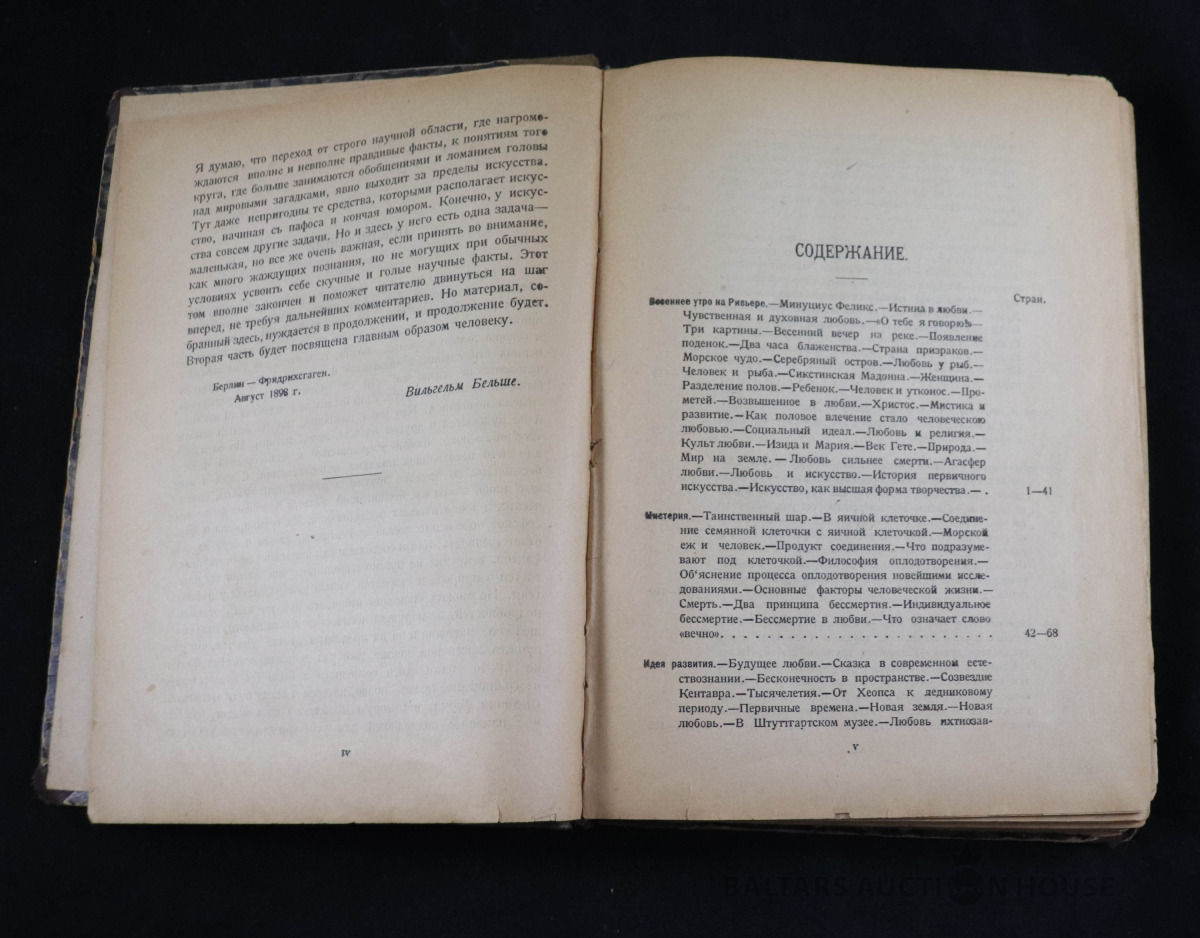 Я думаю, что переход от строго научной области, где нагромо-
ждаются вполне и невполне правдивые факты, к понятиям того
круга, где больше занимаются обобщениями и ломанием головы
над мировыми загадками, явно выходит за пределы искусства.
Тут даже непригодны те средства, которыми располагает искус-
ство, начиная съ пафоса и кончая юмором. Конечно, у искус-
ства совсем другие задачи. Но и здесь у него есть одна задача—
маленькая, но все же очень важная, если принять во внимание,
как много жаждущих познания, но не могущих при обычных
условиях усвоить себе скучные и голые научные факты. Этот
том вполне закончен и поможет читателю двинуться на шаг
вперед, не требуя дальнейших комментариев. Но материал, со-
бранный здесь, нуждается в продолжении, и продолжение будет.
Вторая часть будет посвящена главным образом человеку.
Берлин — Фридрихсгаген.
Август 1898 г.
Вильгельм Бельше.
IV
СОДЕРЖАНИЕ.
Стран.
Весеннее утро на Ривьере.—Минуциус Феликс.—Истина в любви.—
Чувственная и духовная любовь.—«О тебе я говорю!»—
Три картины.—Весенний вечер на реке.—Появление
поденок.—Два часа блаженства.—Страна призраков.—
Морское чудо.—Серебряный остров.—Любовь у рыб.—
Человек и рыба.—Сикстинская Мадонна.—Женщина.—
Разделение полов.—Ребенок.—Человек и утконос.—Про-
метей.—Возвышенное в любви.—Христос.—Мистика и
развитие.—Как половое влечение стало человеческою
любовью.—Социальный идеал.—Любовь и религия.—
Культ любви.—Изида и Мария.—Век Гете.—Природа.—
Мир на земле.—Любовь сильнее смерти.—Агасфер
любви.—Любовь и искусство.—История первичного
искусства.—Искусство, как высшая форма творчества.— . 1—41
Мистерия.—Таинственный шар.—В яичной клеточке.—Соедине-
ние семянной клеточки с яичной клеточкой.—Морской
еж и человек.—Продукт соединения.—Что подразуме-
вают под клеточкой.—Философия оплодотворения.—
Об'яснение процесса оплодотворения новейшими иссле-
дованиями.—Основные факторы человеческой жизни.—
Смерть.—Два принципа бессмертия.—Индивидуальное
бессмертие.—Бессмертие в любви.—Что означает слово
«вечно». . . . . . . . . . . . . . . . . . . . . . . . 42—68
Идея развития.—Будущее любви.—Сказка в современном есте-
ствознании.—Бесконечность в пространстве.—Созвездие
Кентавра.—Тысячелетия.—От Хеопса к ледниковому
периоду.—Первичные времена.—Новая земля.—Новая
любовь.—В Штуттгартском музее.—Любовь ихтиозав-
V
BALTARS AUCTION HOUSE